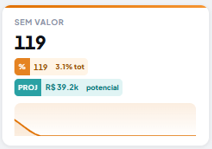 SEM VALOR
119
% 119 3.1% tot
PROJ R$ 39.2k potencial